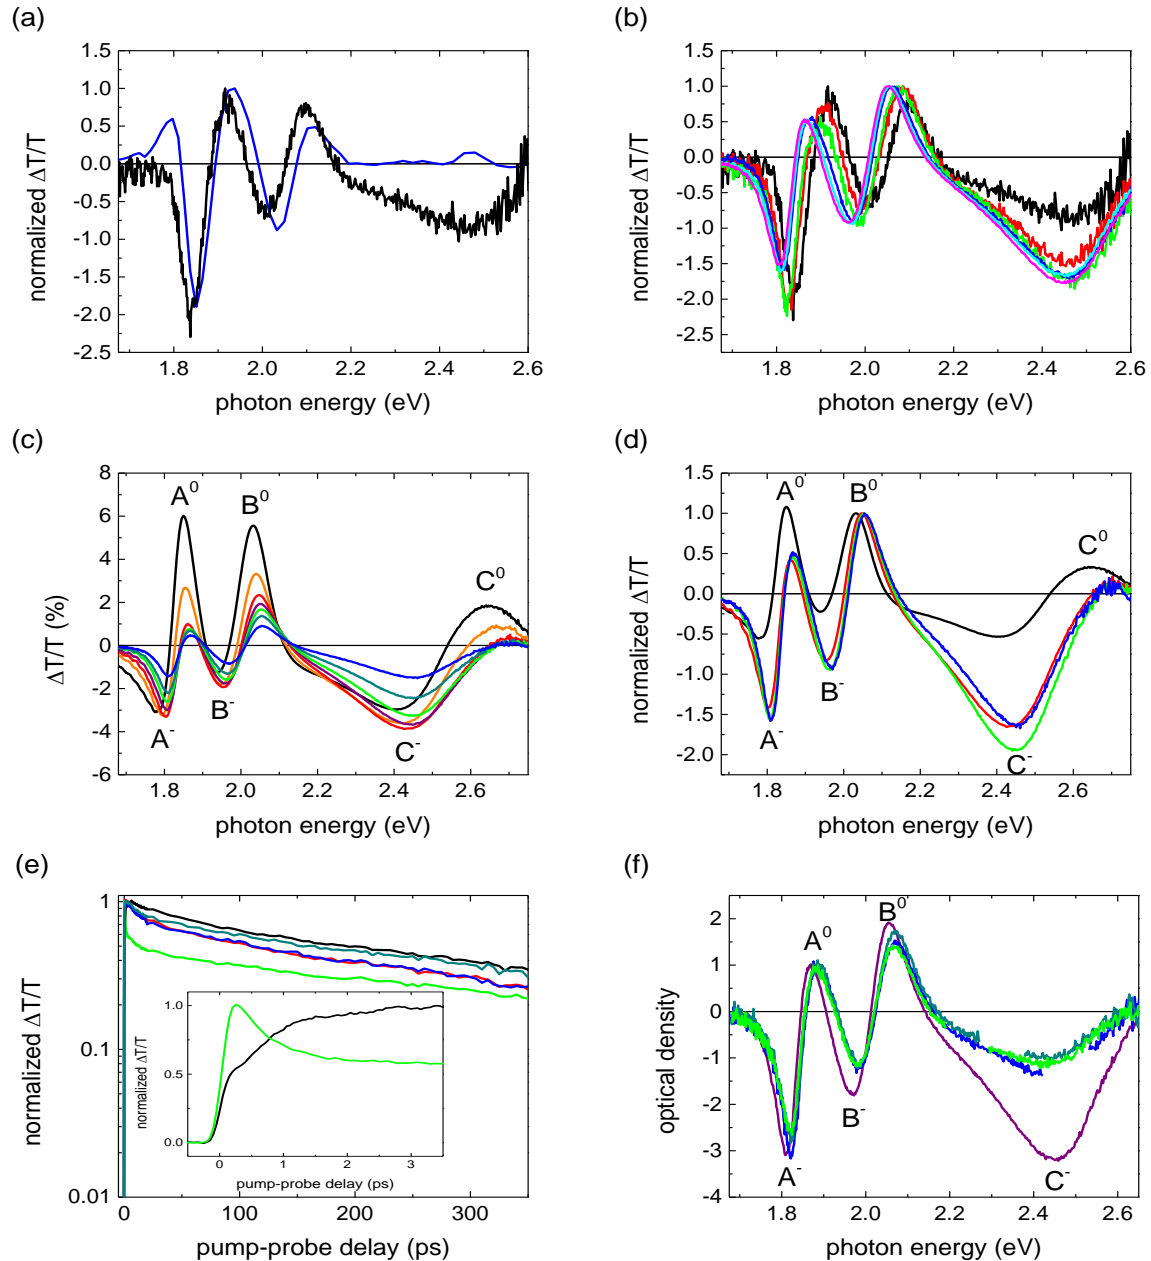 (a)
1.5
1.0
0.5
0.0
-0.5
-1.0
-1.5
-2.0
-2.5
normalized ΔT/T
1.8 2.0 2.2 2.4 2.6
photon energy (eV)
(b)
1.5
1.0
0.5
0.0
-0.5
-1.0
-1.5
-2.0
-2.5
normalized ΔT/T
1.8 2.0 2.2 2.4 2.6
photon energy (eV)
(c)
8
6
4
2
0
-2
-4
-6
ΔT/T (%)
A⁰
B⁰
C⁰
A⁻
B⁻
C⁻
1.8 2.0 2.2 2.4 2.6
photon energy (eV)
(d)
1.5
1.0
0.5
0.0
-0.5
-1.0
-1.5
-2.0
normalized ΔT/T
A⁰
B⁰
C⁰
A⁻
B⁻
C⁻
1.8 2.0 2.2 2.4 2.6
photon energy (eV)
(e)
1
0.1
0.01
normalized ΔT/T
1.0
0.5
0.0
normalized ΔT/T
0 1 2 3
pump-probe delay (ps)
0 100 200 300
pump-probe delay (ps)
(f)
2
1
0
-1
-2
-3
-4
optical density
A⁰
B⁰
A⁻
B⁻
C⁻
1.8 2.0 2.2 2.4 2.6
photon energy (eV)